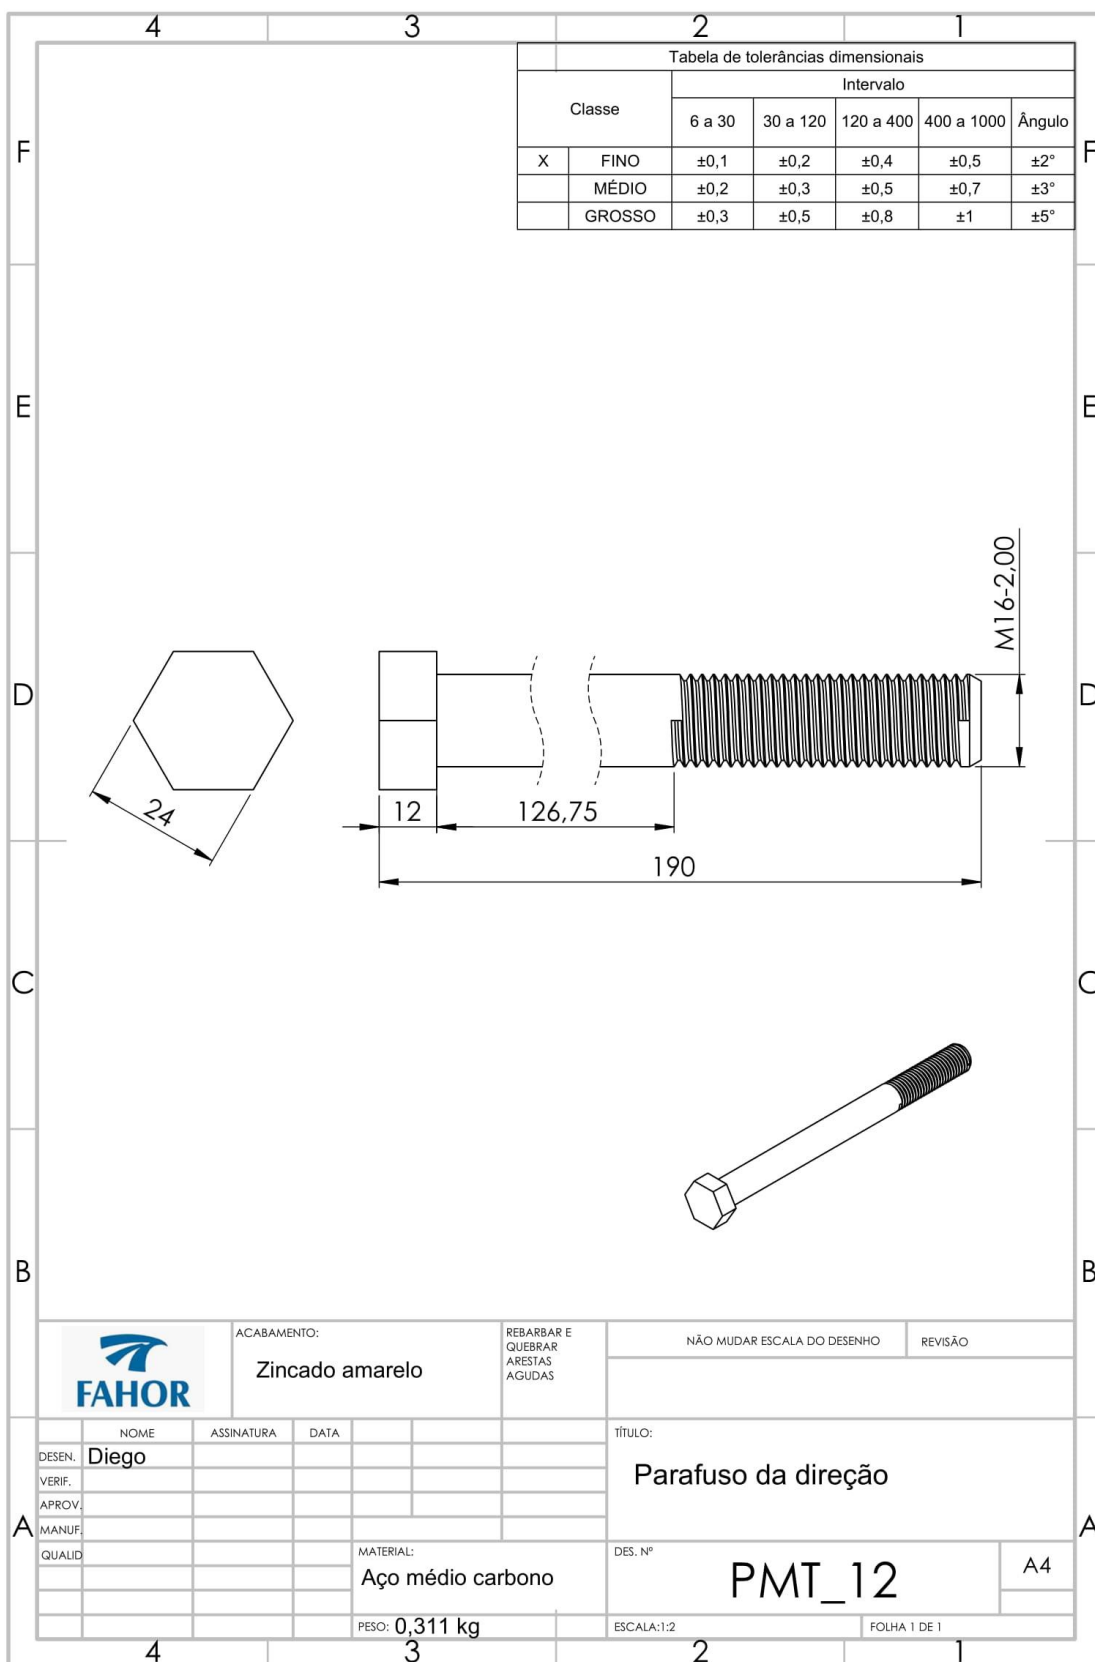 4 3 2 1
Tabela de tolerâncias dimensionais
Classe
Intervalo
6 a 30 30 a 120 120 a 400 400 a 1000 Ângulo
X FINO ±0,1 ±0,2 ±0,4 ±0,5 ±2°
MÉDIO ±0,2 ±0,3 ±0,5 ±0,7 ±3°
GROSSO ±0,3 ±0,5 ±0,8 ±1 ±5°
F F
E E
M16-2,00
D D
24
12 126,75
190
C C
B B
FAHOR
ACABAMENTO:
Zincado amarelo
REBARBAR E
QUEBRAR
ARESTAS
AGUDAS
NÃO MUDAR ESCALA DO DESENHO REVISÃO
NOME ASSINATURA DATA
DESEN. Diego
VERIF.
APROV.
MANUF.
QUALID
TÍTULO:
Parafuso da direção
A A
MATERIAL:
Aço médio carbono
DES. Nº
PMT_12
A4
PESO: 0,311 kg
ESCALA:1:2 FOLHA 1 DE 1
4 3 2 1